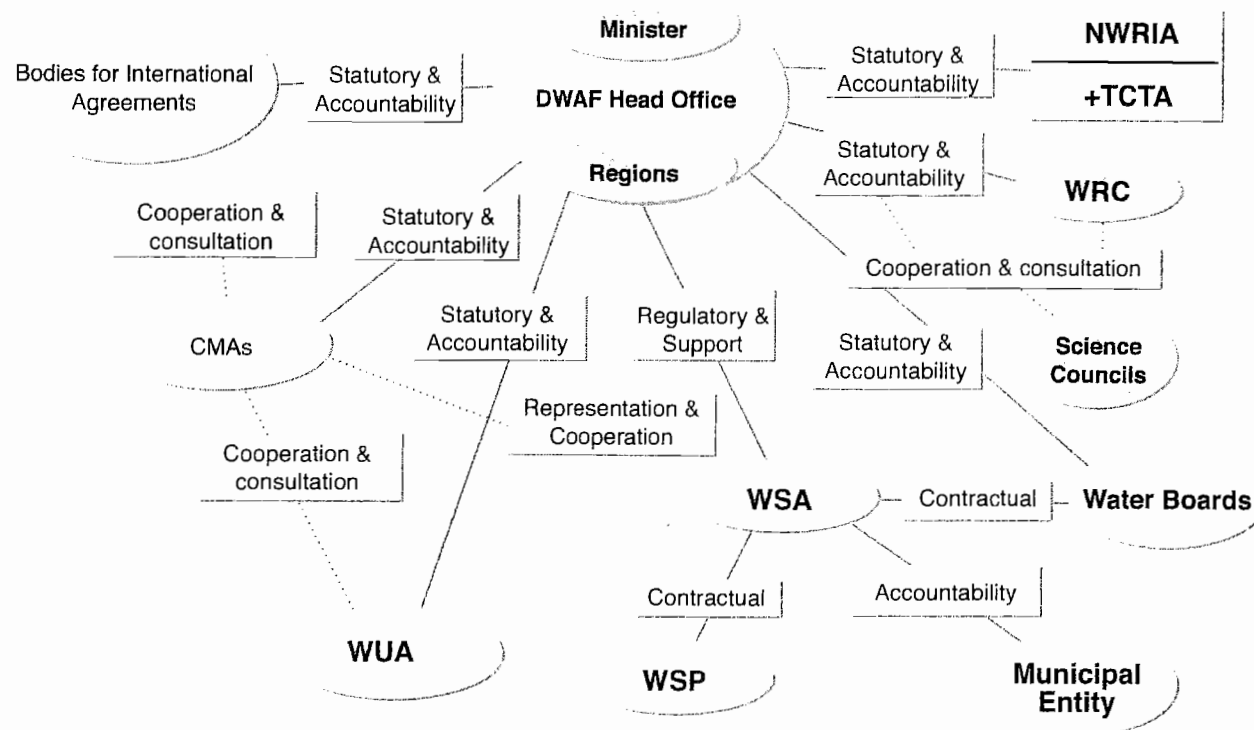 Minister
NWRIA
Bodies for International
Agreements
Statutory &
Accountability
DWAF Head Office
Statutory &
Accountability
+TCTA
Regions
Statutory &
Accountability
WRC
Cooperation &
consultation
Statutory &
Accountability
Cooperation & consultation
CMAs
Statutory &
Accountability
Regulatory &
Support
Statutory &
Accountability
Science
Councils
Representation &
Cooperation
Cooperation &
consultation
WSA
Contractual
Water Boards
Contractual
Accountability
WUA
WSP
Municipal
Entity